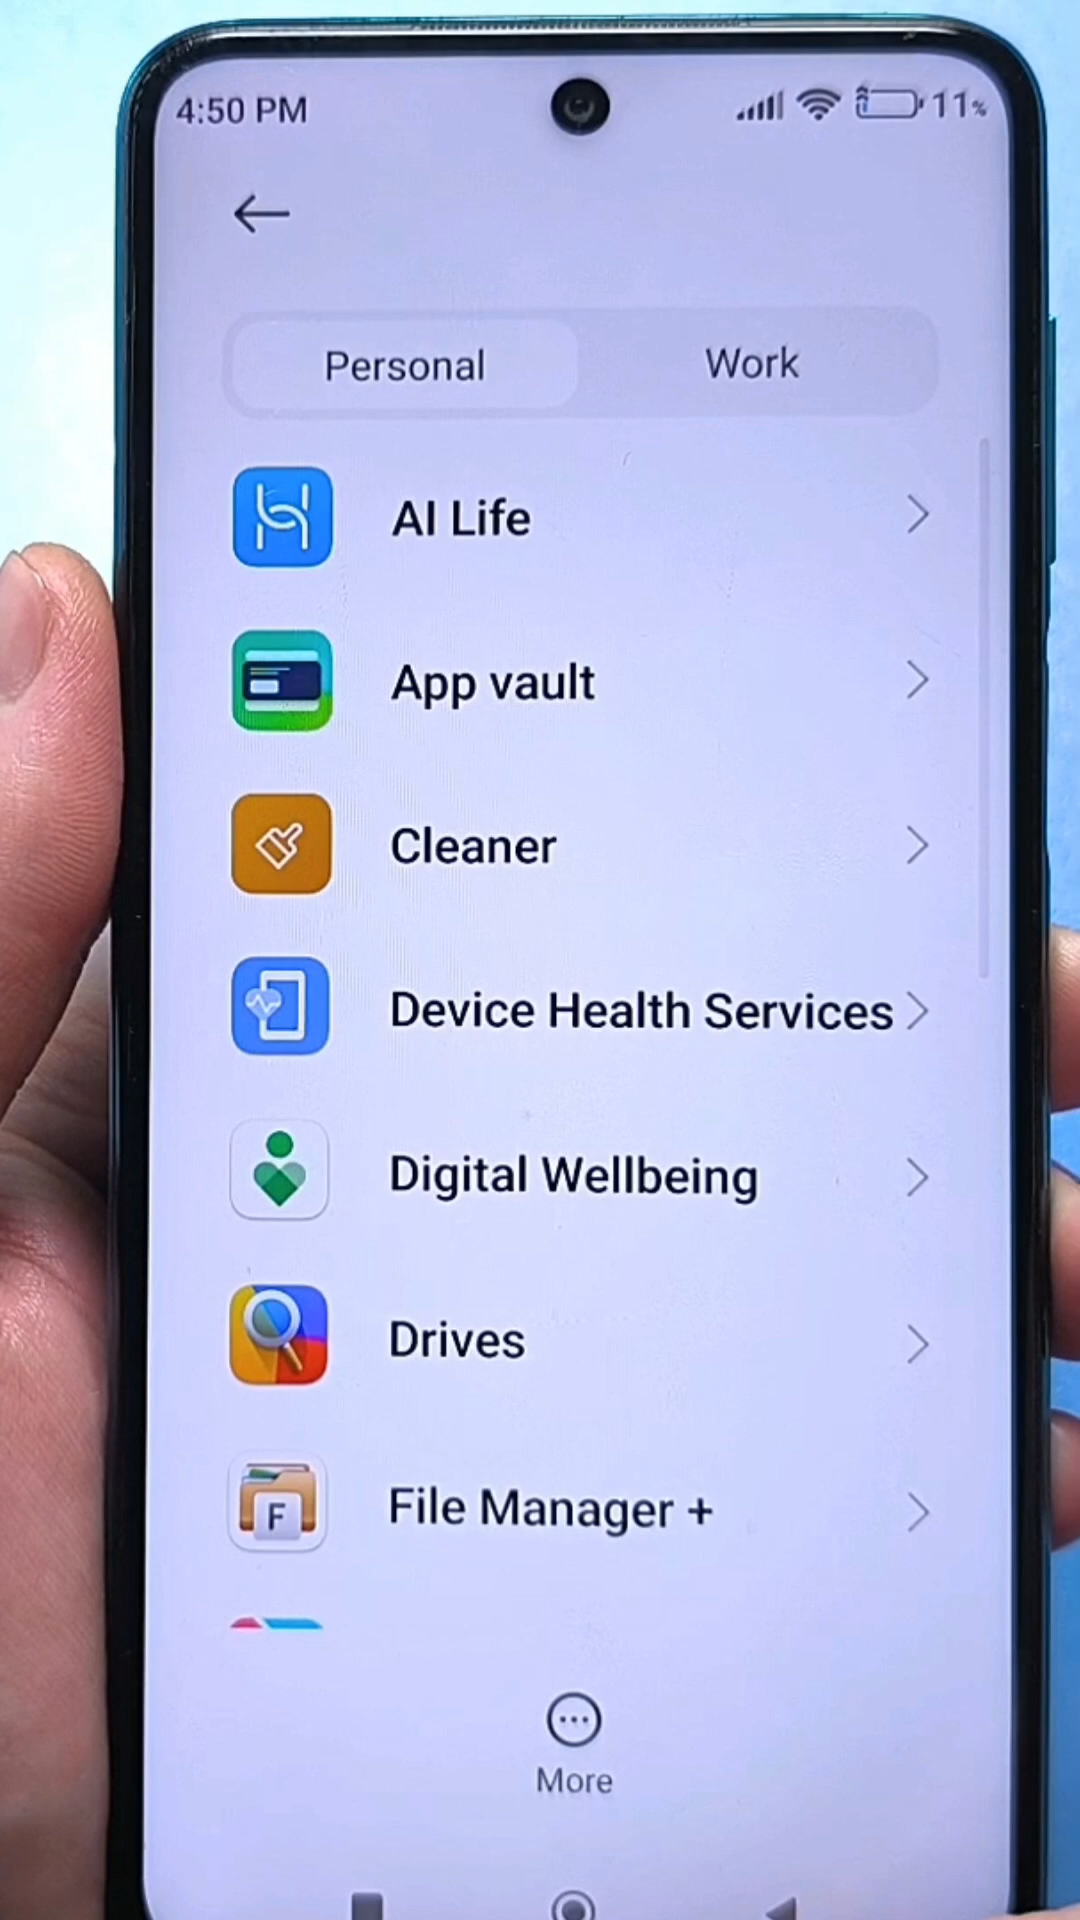 4:50 PM 11%
Personal Work
AI Life
App vault
Cleaner
Device Health Services
Digital Wellbeing
Drives
F File Manager +
More